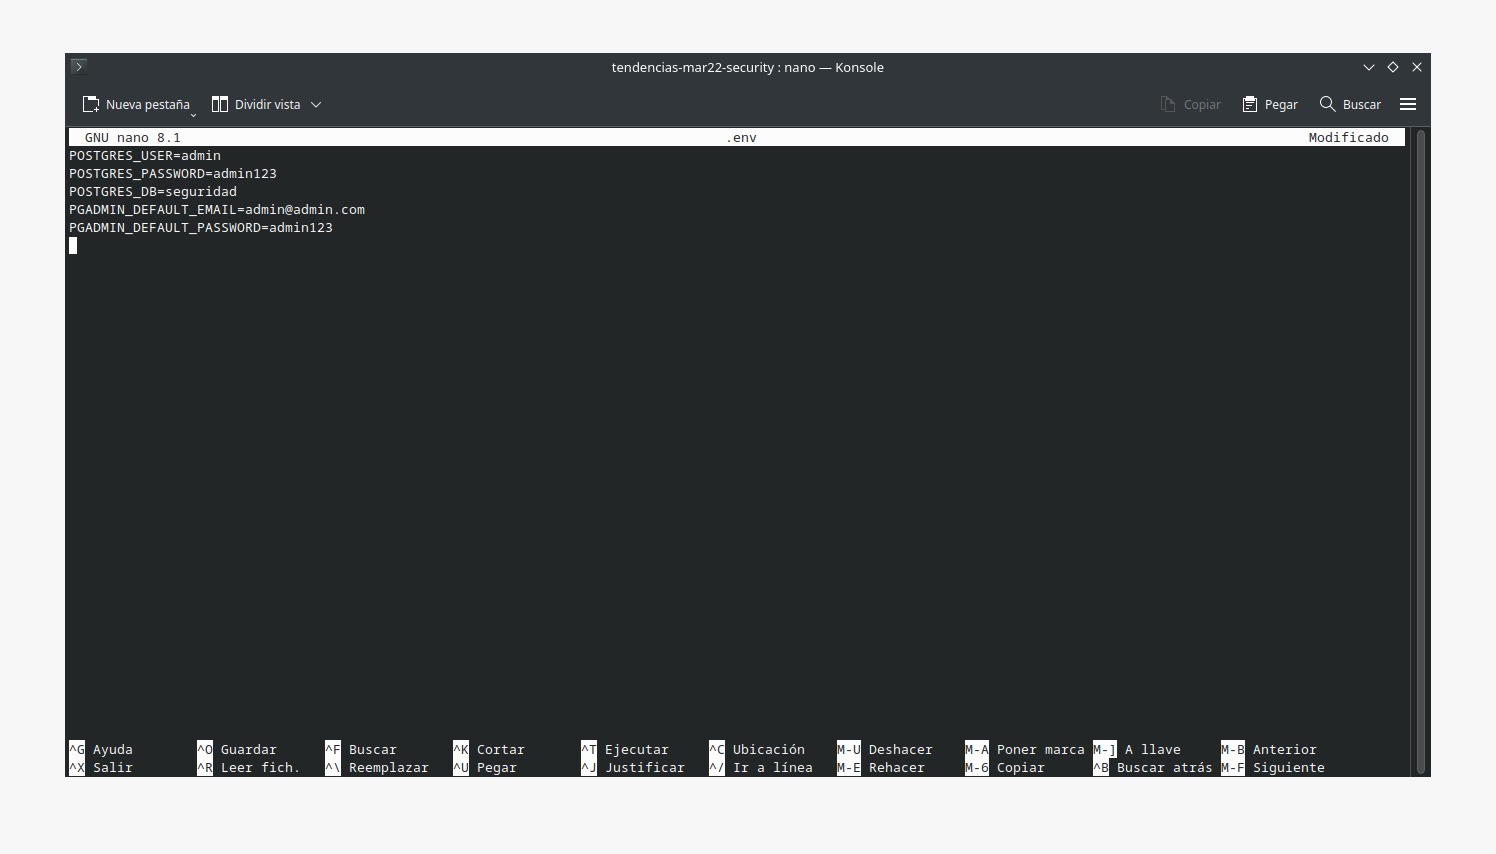 tendencias-mar22-security : nano — Konsole
Nueva pestaña Dividir vista Copiar Pegar Buscar
GNU nano 8.1 .env Modificado
POSTGRES_USER=admin
POSTGRES_PASSWORD=admin123
POSTGRES_DB=seguridad
PGADMIN_DEFAULT_EMAIL=admin@admin.com
PGADMIN_DEFAULT_PASSWORD=admin123
^G Ayuda ^O Guardar ^F Buscar ^K Cortar ^T Ejecutar ^C Ubicación M-U Deshacer M-A Poner marca M-] A llave M-B Anterior
^X Salir ^R Leer fich. ^\ Reemplazar ^U Pegar ^J Justificar ^/ Ir a línea M-E Rehacer M-6 Copiar ^B Buscar atrás M-F Siguiente